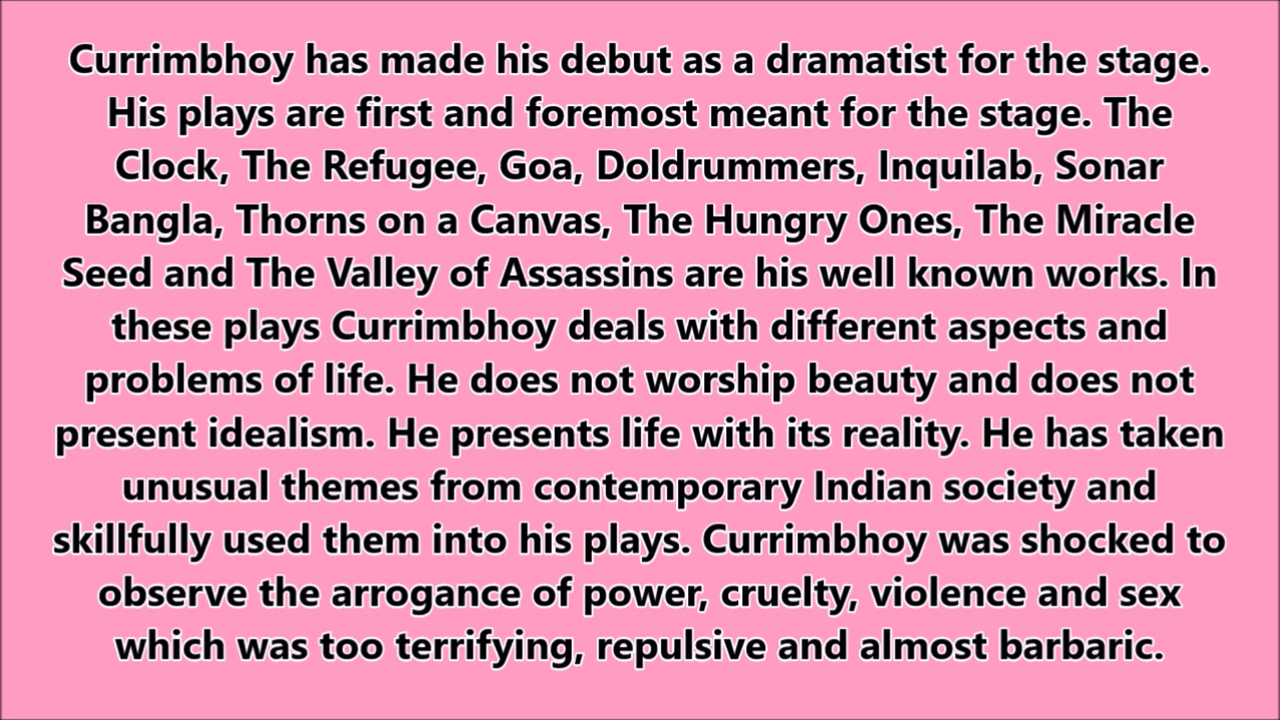 Currimbhoy has made his debut as a dramatist for the stage.
His plays are first and foremost meant for the stage. The
Clock, The Refugee, Goa, Doldrummers, Inquilab, Sonar
Bangla, Thorns on a Canvas, The Hungry Ones, The Miracle
Seed and The Valley of Assassins are his well known works. In
these plays Currimbhoy deals with different aspects and
problems of life. He does not worship beauty and does not
present idealism. He presents life with its reality. He has taken
unusual themes from contemporary Indian society and
skillfully used them into his plays. Currimbhoy was shocked to
observe the arrogance of power, cruelty, violence and sex
which was too terrifying, repulsive and almost barbaric.